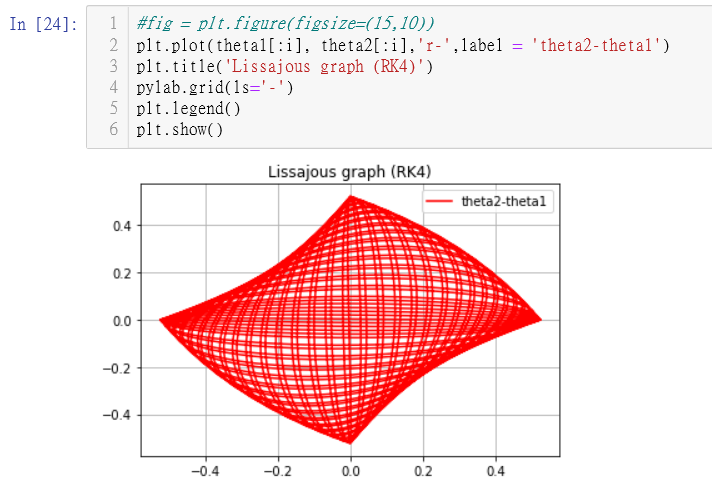 In [24]:
1 #fig = plt.figure(figsize=(15,10))
2 plt.plot(theta1[:i], theta2[:i],'r-',label = 'theta2-theta1')
3 plt.title('Lissajous graph (RK4)')
4 pylab.grid(ls='-')
5 plt.legend()
6 plt.show()
Lissajous graph (RK4)
theta2-theta1
0.4
0.2
0.0
−0.2
−0.4
−0.4 −0.2 0.0 0.2 0.4